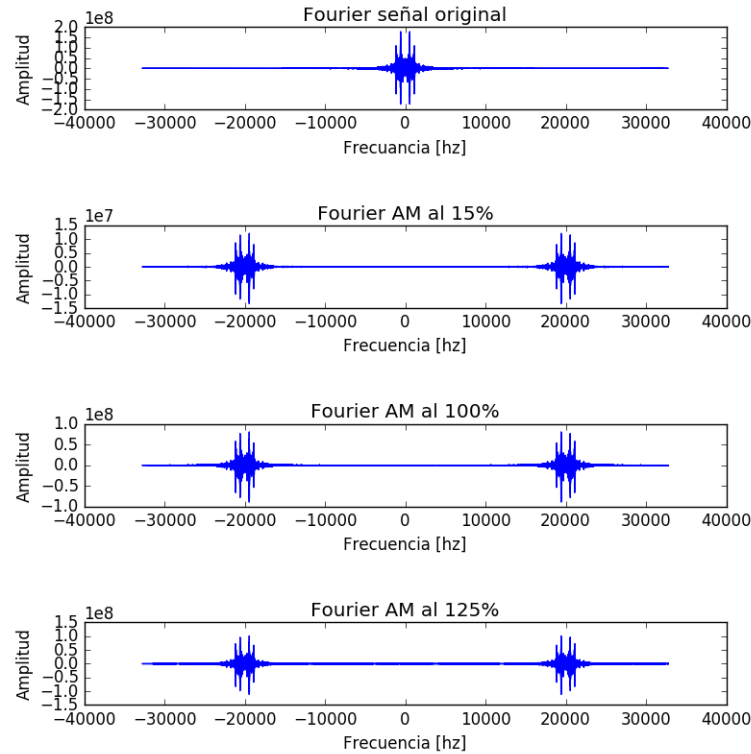 Fourier señal original
2.0 1e8
1.5
1.0
0.5
0.0
−0.5
−1.0
−1.5
−2.0
Amplitud
−40000 −30000 −20000 −10000 0 10000 20000 30000 40000
Frecuancia [hz]
Fourier AM al 15%
1.5 1e7
1.0
0.5
0.0
−0.5
−1.0
−1.5
Amplitud
−40000 −30000 −20000 −10000 0 10000 20000 30000 40000
Frecuencia [hz]
Fourier AM al 100%
1.0 1e8
0.5
0.0
−0.5
−1.0
Amplitud
−40000 −30000 −20000 −10000 0 10000 20000 30000 40000
Frecuencia [hz]
Fourier AM al 125%
1.5 1e8
1.0
0.5
0.0
−0.5
−1.0
−1.5
Amplitud
−40000 −30000 −20000 −10000 0 10000 20000 30000 40000
Frecuencia [hz]